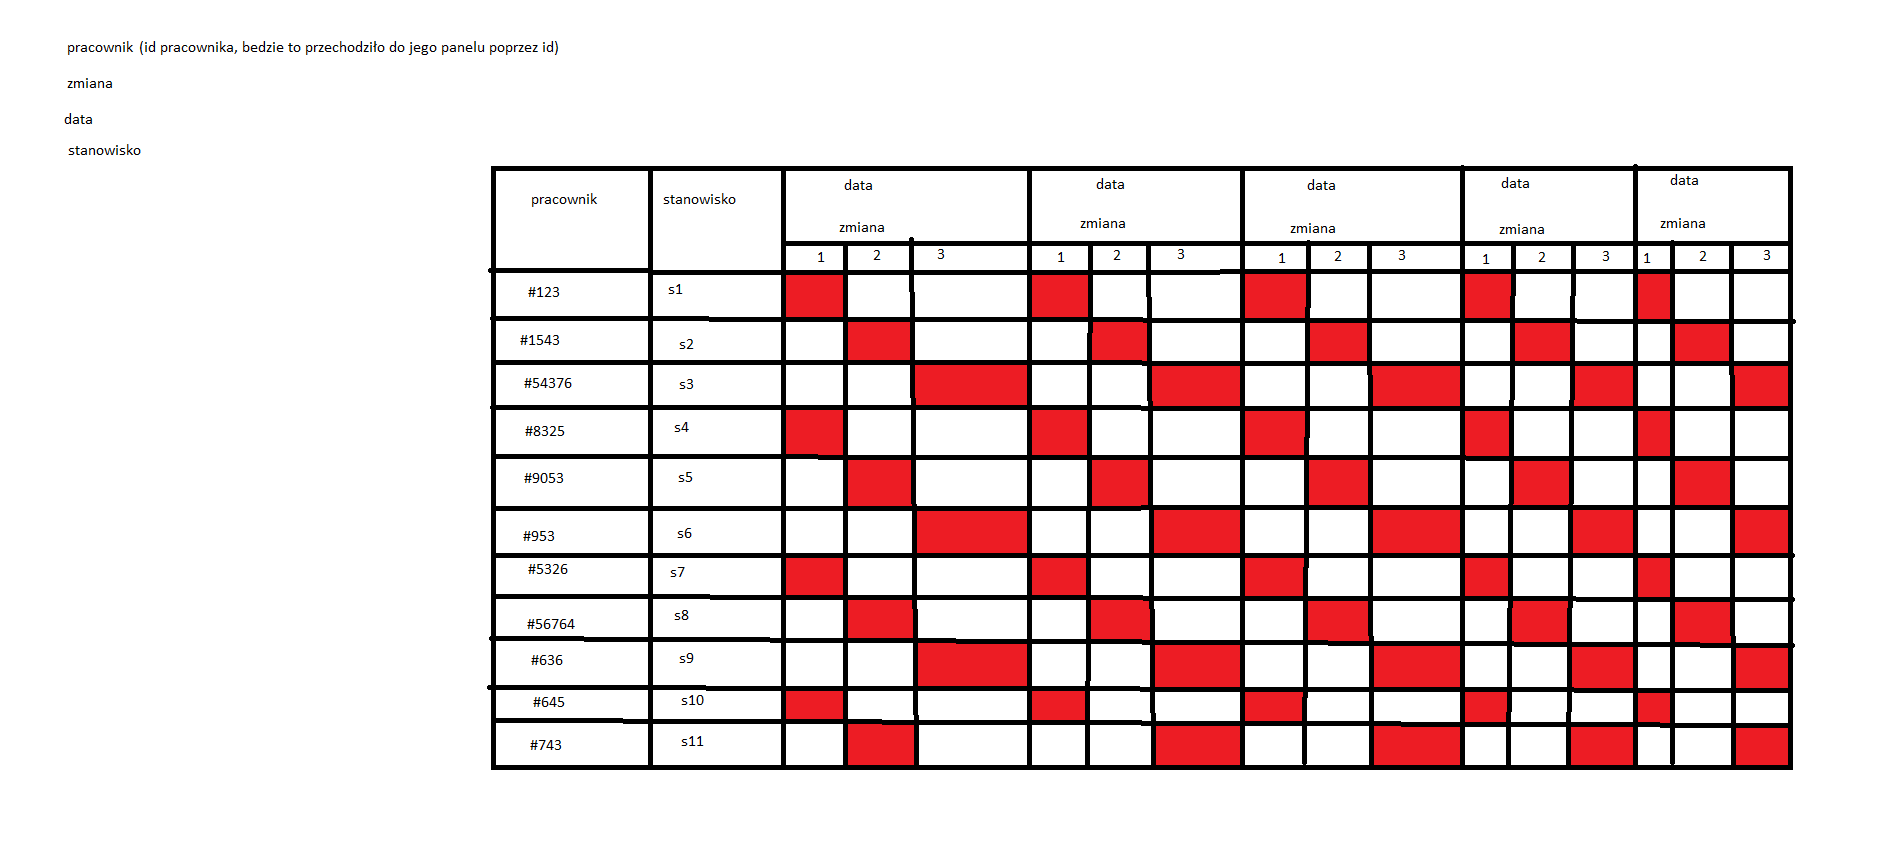 pracownik (id pracownika, bedzie to przechodziło do jego panelu poprzez id)
zmiana
data
stanowisko
pracownik stanowisko data data data data data
zmiana zmiana zmiana zmiana zmiana
1 2 3 1 2 3 1 2 3 1 2 3 1 2 3
#123 s1
#1543 s2
#54376 s3
#8325 s4
#9053 s5
#953 s6
#5326 s7
#56764 s8
#636 s9
#645 s10
#743 s11